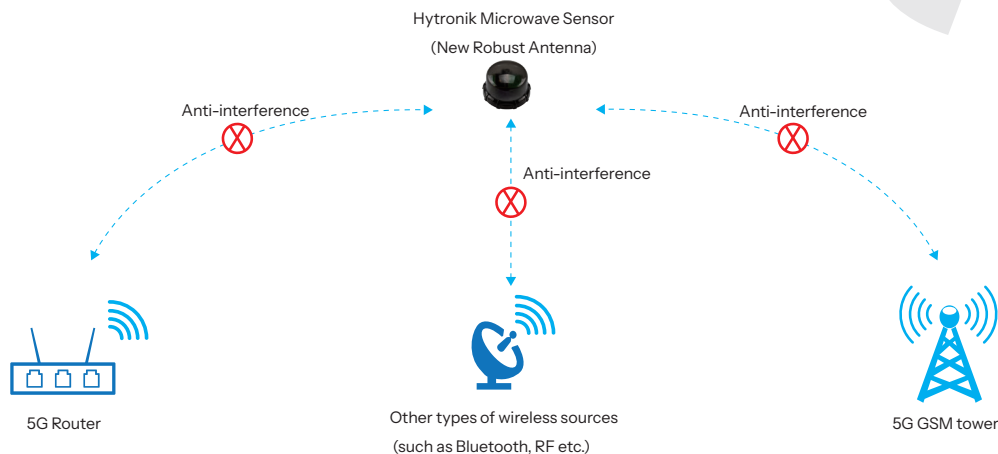 Hytronik Microwave Sensor
(New Robust Antenna)
Anti-interference
Anti-interference
Anti-interference
5G Router
Other types of wireless sources
(such as Bluetooth, RF etc.)
5G GSM tower